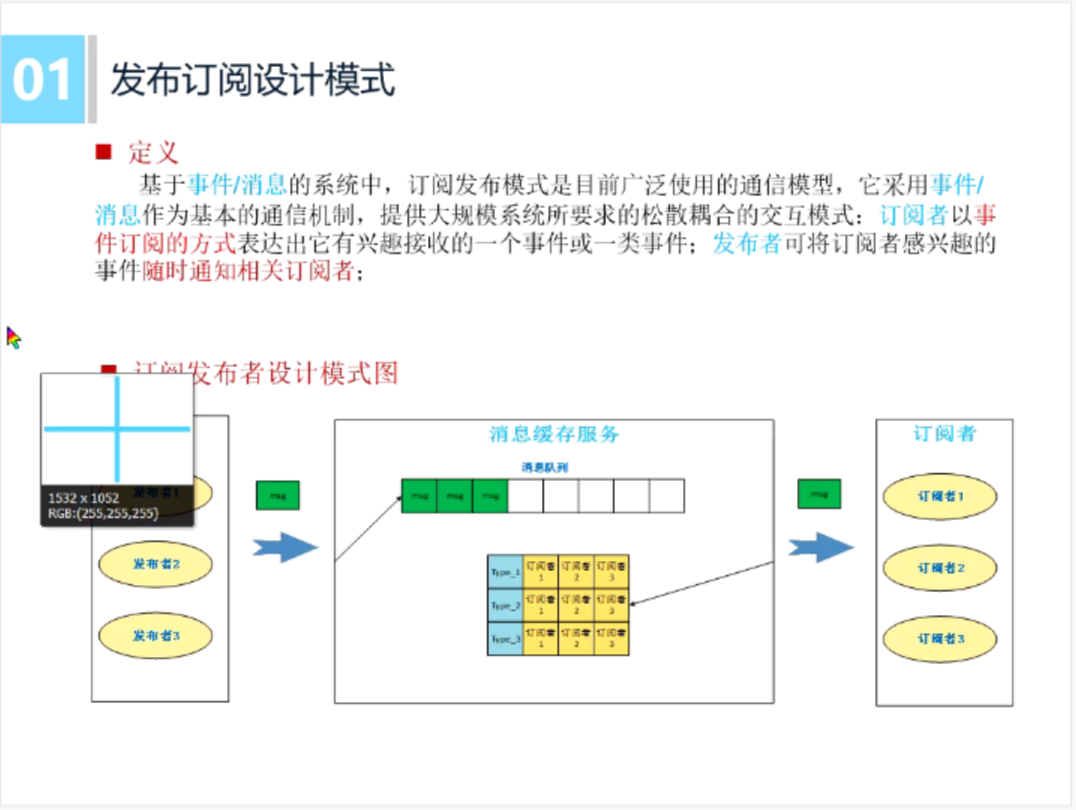 01 发布订阅设计模式
■ 定义
基于事件/消息的系统中，订阅发布模式是目前广泛使用的通信模型，它采用事件/
消息作为基本的通信机制，提供大规模系统所要求的松散耦合的交互模式：订阅者以事
件订阅的方式表达出它有兴趣接收的一个事件或一类事件；发布者可将订阅者感兴趣的
事件随时通知相关订阅者；
■ 订阅发布者设计模式图
1532 x 1052
RGB:(255,255,255)
发布者1
发布者2
发布者3
msg
消息缓存服务
消息队列
msg msg msg
Type_1 订阅者1 订阅者2 订阅者3
Type_2 订阅者1 订阅者2 订阅者3
Type_3 订阅者1 订阅者2 订阅者3
msg
订阅者
订阅者1
订阅者2
订阅者3